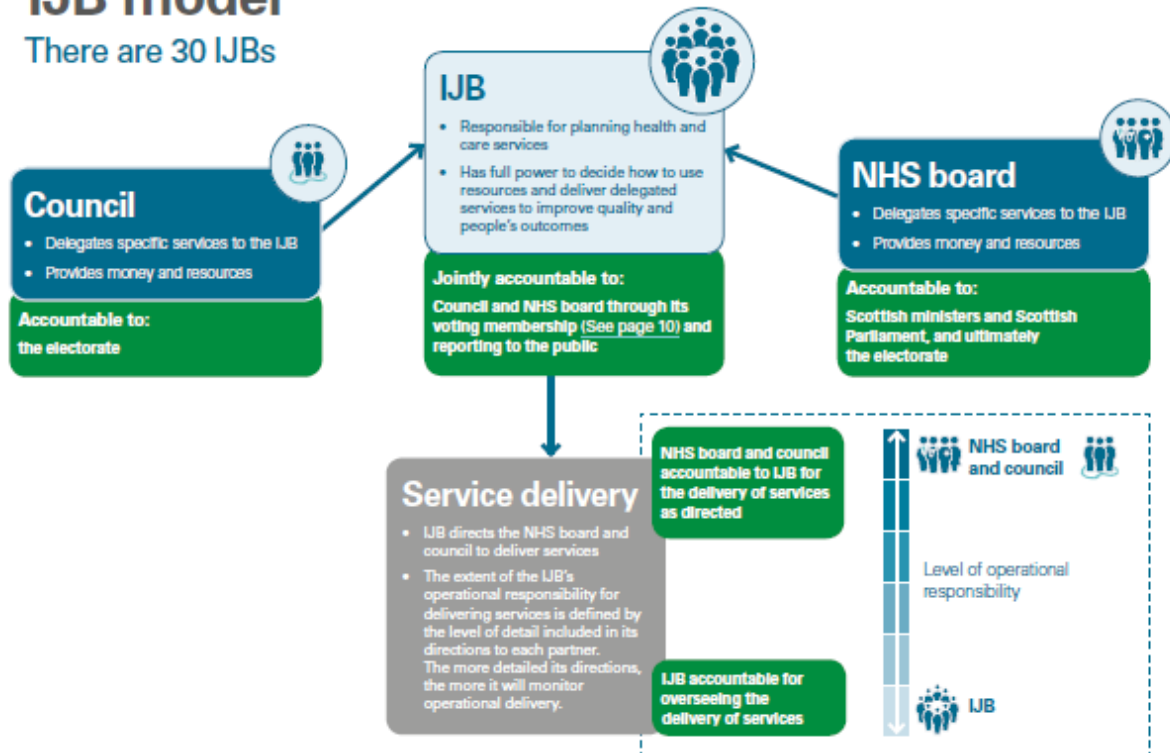 IJB model
There are 30 IJBs
Council
• Delegates specific services to the IJB
• Provides money and resources
Accountable to:
the electorate
IJB
• Responsible for planning health and
care services
• Has full power to decide how to use
resources and deliver delegated
services to improve quality and
people's outcomes
Jointly accountable to:
Council and NHS board through its
voting membership (See page 10) and
reporting to the public
NHS board
• Delegates specific services to the IJB
• Provides money and resources
Accountable to:
Scottish ministers and Scottish
Parliament, and ultimately
the electorate
Service delivery
• IJB directs the NHS board and
council to deliver services
• The extent of the IJB's
operational responsibility for
delivering services is defined by
the level of detail included in its
directions to each partner.
The more detailed its directions,
the more it will monitor
operational delivery.
NHS board and council
accountable to IJB for
the delivery of services
as directed
IJB accountable for
overseeing the
delivery of services
NHS board
and council
Level of operational
responsibility
IJB